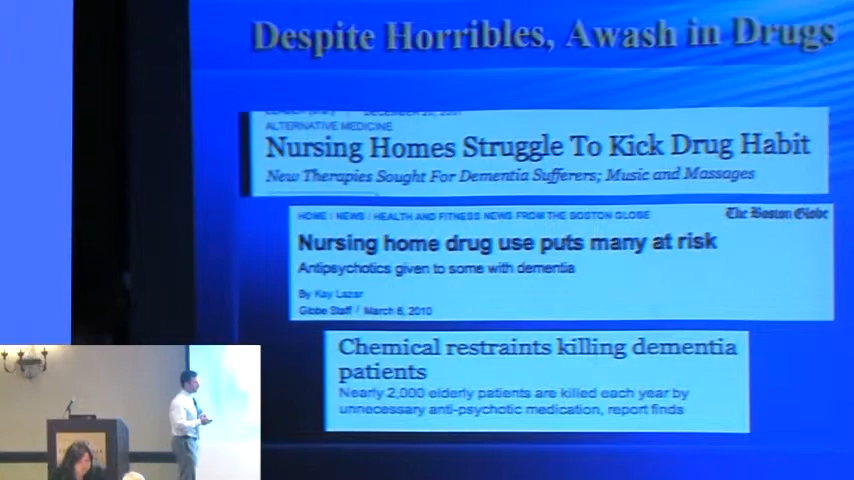 Despite Horribles, Awash in Drugs
ALTERNATIVE MEDICINE
Nursing Homes Struggle To Kick Drug Habit
New Therapies Sought For Dementia Sufferers; Music and Massages
HOME / NEWS / HEALTH AND FITNESS NEWS FROM THE BOSTON GLOBE
The Boston Globe
Nursing home drug use puts many at risk
Antipsychotics given to some with dementia
By Kay Lazar
Globe Staff / March 8, 2010
Chemical restraints killing dementia
patients
Nearly 2,000 elderly patients are killed each year by
unnecessary anti-psychotic medication, report finds